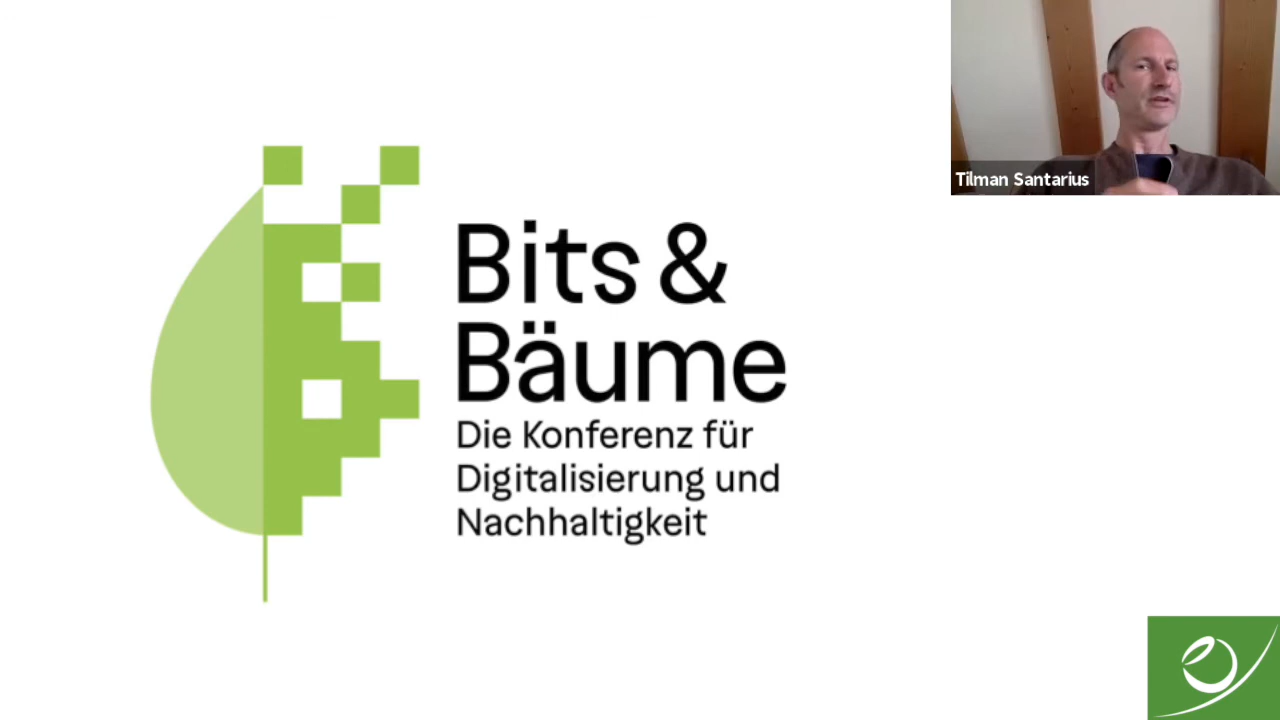 Tilman Santarius
Bits &
Bäume
Die Konferenz für
Digitalisierung und
Nachhaltigkeit